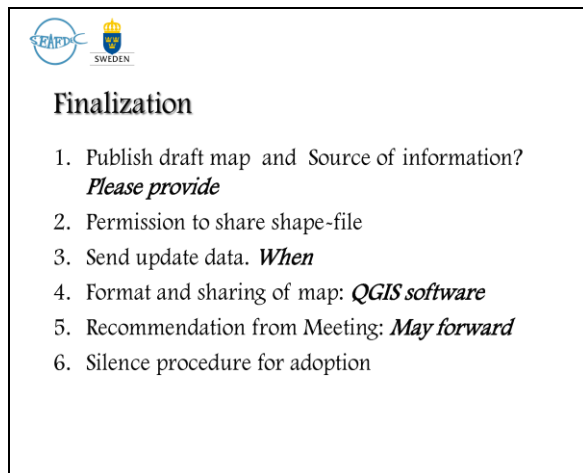 SEAFDEC
SWEDEN
Finalization
1. Publish draft map and Source of information?
Please provide
2. Permission to share shape-file
3. Send update data. When
4. Format and sharing of map: QGIS software
5. Recommendation from Meeting: May forward
6. Silence procedure for adoption